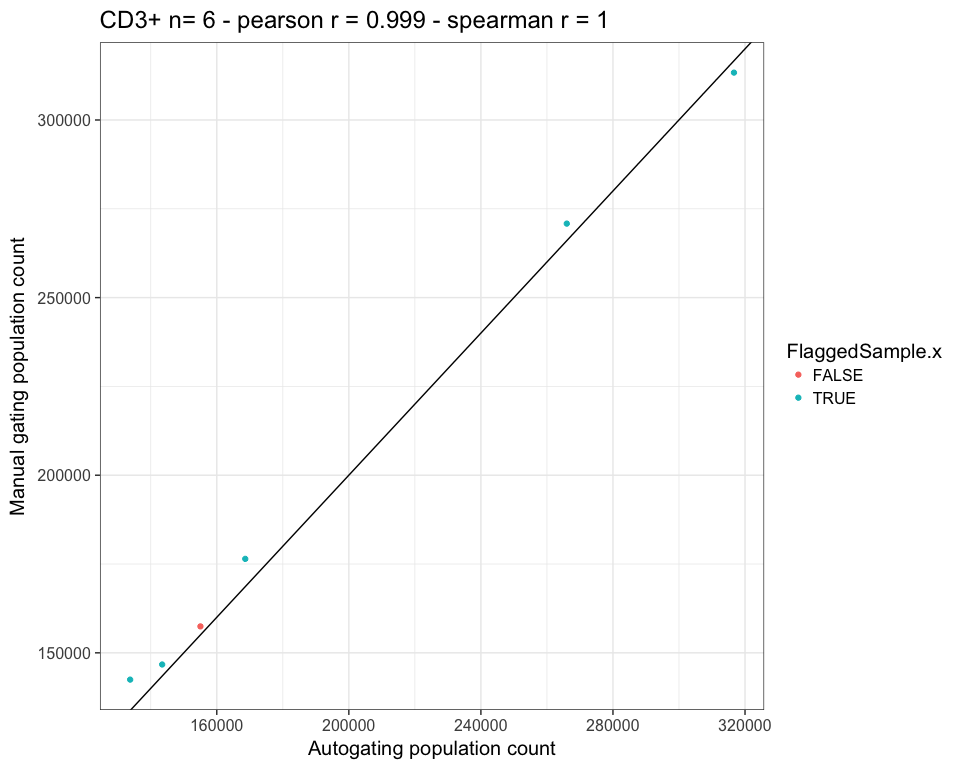 CD3+ n= 6 - pearson r = 0.999 - spearman r = 1
Manual gating population count
300000
250000
200000
150000
160000
200000
240000
280000
320000
Autogating population count
FlaggedSample.x
FALSE
TRUE